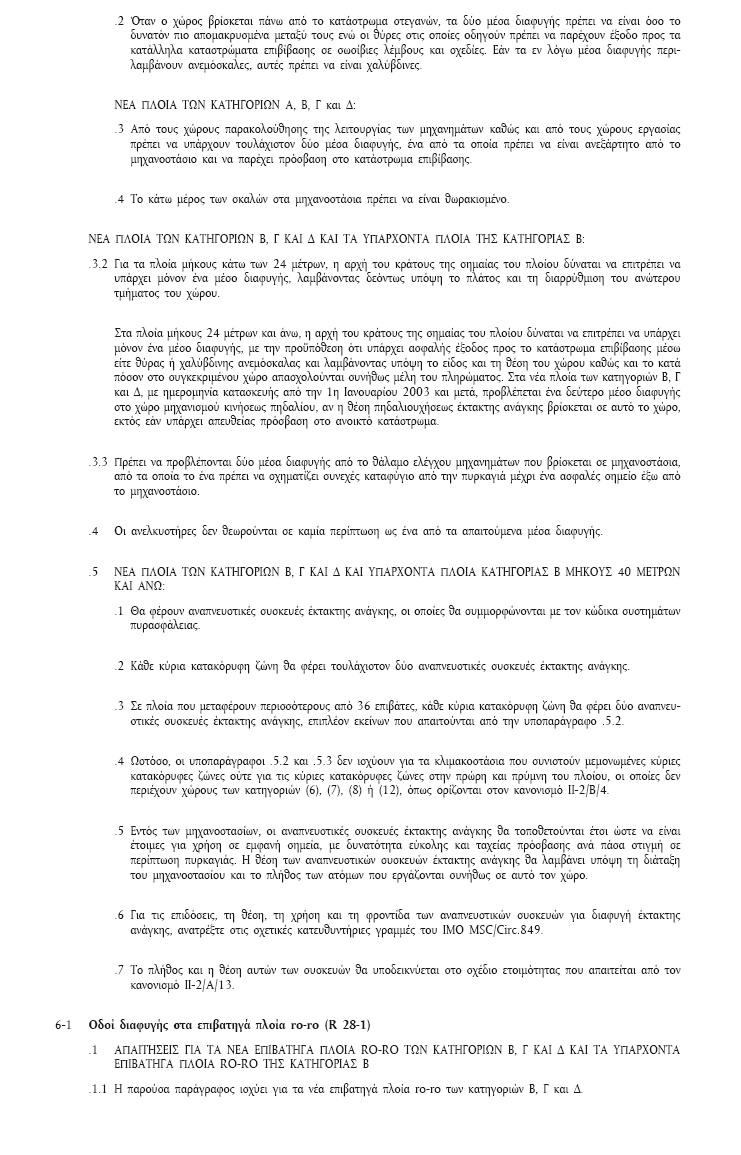 .2 Όταν ο χώρος βρίσκεται πάνω από το κατάστρωμα στεγανών, τα δύο μέσα διαφυγής πρέπει να είναι όσο το
δυνατόν πιο απομακρυσμένα μεταξύ τους ενώ οι θύρες στις οποίες οδηγούν πρέπει να παρέχουν έξοδο προς τα
κατάλληλα καταστρώματα επιβίβασης σε σωσίβιες λέμβους και σχεδίες. Εάν τα εν λόγω μέσα διαφυγής περι-
λαμβάνουν ανεμόσκαλες, αυτές πρέπει να είναι χαλύβδινες.
ΝΕΑ ΠΛΟΙΑ ΤΩΝ ΚΑΤΗΓΟΡΙΩΝ Α, Β, Γ και Δ:
.3 Από τους χώρους παρακολούθησης της λειτουργίας των μηχανημάτων καθώς και από τους χώρους εργασίας
πρέπει να υπάρχουν τουλάχιστον δύο μέσα διαφυγής, ένα από τα οποία πρέπει να είναι ανεξάρτητο από το
μηχανοστάσιο και να παρέχει πρόσβαση στο κατάστρωμα επιβίβασης.
.4 Το κάτω μέρος των σκαλών στα μηχανοστάσια πρέπει να είναι θωρακισμένο.
ΝΕΑ ΠΛΟΙΑ ΤΩΝ ΚΑΤΗΓΟΡΙΩΝ Β, Γ ΚΑΙ Δ ΚΑΙ ΤΑ ΥΠΑΡΧΟΝΤΑ ΠΛΟΙΑ ΤΗΣ ΚΑΤΗΓΟΡΙΑΣ Β:
.3.2 Για τα πλοία μήκους κάτω των 24 μέτρων, η αρχή του κράτους της σημαίας του πλοίου δύναται να επιτρέπει να
υπάρχει μόνον ένα μέσο διαφυγής, λαμβάνοντας δεόντως υπόψη το πλάτος και τη διαρρύθμιση του ανώτερου
τμήματος του χώρου.
Στα πλοία μήκους 24 μέτρων και άνω, η αρχή του κράτους της σημαίας του πλοίου δύναται να επιτρέπει να υπάρχει
μόνον ένα μέσο διαφυγής, με την προϋπόθεση ότι υπάρχει ασφαλής έξοδος προς το κατάστρωμα επιβίβασης μέσω
είτε θύρας ή χαλύβδινης ανεμόσκαλας και λαμβάνοντας υπόψη το είδος και τη θέση του χώρου καθώς και το κατά
πόσον στο συγκεκριμένου χώρο απασχολούνται συνήθως μέλη του πληρώματος. Στα νέα πλοία των κατηγοριών Β, Γ
και Δ, με ημερομηνία κατασκευής από την 1η Ιανουαρίου 2003 και μετά, προβλέπεται ένα δεύτερο μέσο διαφυγής
στο χώρο μηχανισμού κινήσεως πηδαλίου, αν η θέση πηδαλιουχήσεως έκτακτης ανάγκης βρίσκεται σε αυτό το χώρο,
εκτός εάν υπάρχει απευθείας πρόσβαση στο ανοικτό κατάστρωμα.
.3.3 Πρέπει να προβλέπονται δύο μέσα διαφυγής από το θάλαμο ελέγχου μηχανημάτων που βρίσκεται σε μηχανοστάσια,
από τα οποία το ένα πρέπει να σχηματίζει συνεχές καταφύγιο από την πυρκαγιά μέχρι ένα ασφαλές σημείο έξω από
το μηχανοστάσιο.
.4 Οι ανελκυστήρες δεν θεωρούνται σε καμία περίπτωση ως ένα από τα απαιτούμενα μέσα διαφυγής.
.5 ΝΕΑ ΠΛΟΙΑ ΤΩΝ ΚΑΤΗΓΟΡΙΩΝ Β, Γ ΚΑΙ Δ ΚΑΙ ΥΠΑΡΧΟΝΤΑ ΠΛΟΙΑ ΚΑΤΗΓΟΡΙΑΣ Β ΜΗΚΟΥΣ 40 ΜΕΤΡΩΝ
ΚΑΙ ΑΝΩ:
.1 Θα φέρουν αναπνευστικές συσκευές έκτακτης ανάγκης, οι οποίες θα συμμορφώνονται με τον κώδικα συστημάτων
πυρασφάλειας.
.2 Κάθε κύρια κατακόρυφη ζώνη θα φέρει τουλάχιστον δύο αναπνευστικές συσκευές έκτακτης ανάγκης.
.3 Σε πλοία που μεταφέρουν περισσότερους από 36 επιβάτες, κάθε κύρια κατακόρυφη ζώνη θα φέρει δύο αναπνευ-
στικές συσκευές έκτακτης ανάγκης, επιπλέον εκείνων που απαιτούνται από την υποπαράγραφο .5.2.
.4 Ωστόσο, οι υποπαράγραφοι .5.2 και .5.3 δεν ισχύουν για τα κλιμακοστάσια που συνιστούν μεμονωμένες κύριες
κατακόρυφες ζώνες ούτε για τις κύριες κατακόρυφες ζώνες στην πρώρη και πρύμνη του πλοίου, οι οποίες δεν
περιέχουν χώρους των κατηγοριών (6), (7), (8) ή (12), όπως ορίζονται στον κανονισμό II-2/B/4.
.5 Εντός των μηχανοστασίων, οι αναπνευστικές συσκευές έκτακτης ανάγκης θα τοποθετούνται έτσι ώστε να είναι
έτοιμες για χρήση σε εμφανή σημεία, με δυνατότητα εύκολης και ταχείας πρόσβασης ανά πάσα στιγμή σε
περίπτωση πυρκαγιάς. Η θέση των αναπνευστικών συσκευών έκτακτης ανάγκης θα λαμβάνει υπόψη τη διάταξη
του μηχανοστασίου και το πλήθος των ατόμων που εργάζονται συνήθως σε αυτό τον χώρο.
.6 Για τις επιδόσεις, τη θέση, τη χρήση και τη φροντίδα των αναπνευστικών συσκευών για διαφυγή έκτακτης
ανάγκης, ανατρέξτε στις σχετικές κατευθυντήριες γραμμές του IMO MSC/Circ.849.
.7 Το πλήθος και η θέση αυτών των συσκευών θα υποδεικνύεται στο σχέδιο ετοιμότητας που απαιτείται από τον
κανονισμό II-2/A/13.
6-1 Οδοί διαφυγής στα επιβατηγά πλοία ro-ro (R 28-1)
.1 ΑΠΑΙΤΗΣΕΙΣ ΓΙΑ ΤΑ ΝΕΑ ΕΠΙΒΑΤΗΓΑ ΠΛΟΙΑ RO-RO ΤΩΝ ΚΑΤΗΓΟΡΙΩΝ Β, Γ ΚΑΙ Δ ΚΑΙ ΤΑ ΥΠΑΡΧΟΝΤΑ
ΕΠΙΒΑΤΗΓΑ ΠΛΟΙΑ RO-RO ΤΗΣ ΚΑΤΗΓΟΡΙΑΣ Β
.1.1 Η παρούσα παράγραφος ισχύει για τα νέα επιβατηγά πλοία ro-ro των κατηγοριών Β, Γ και Δ.